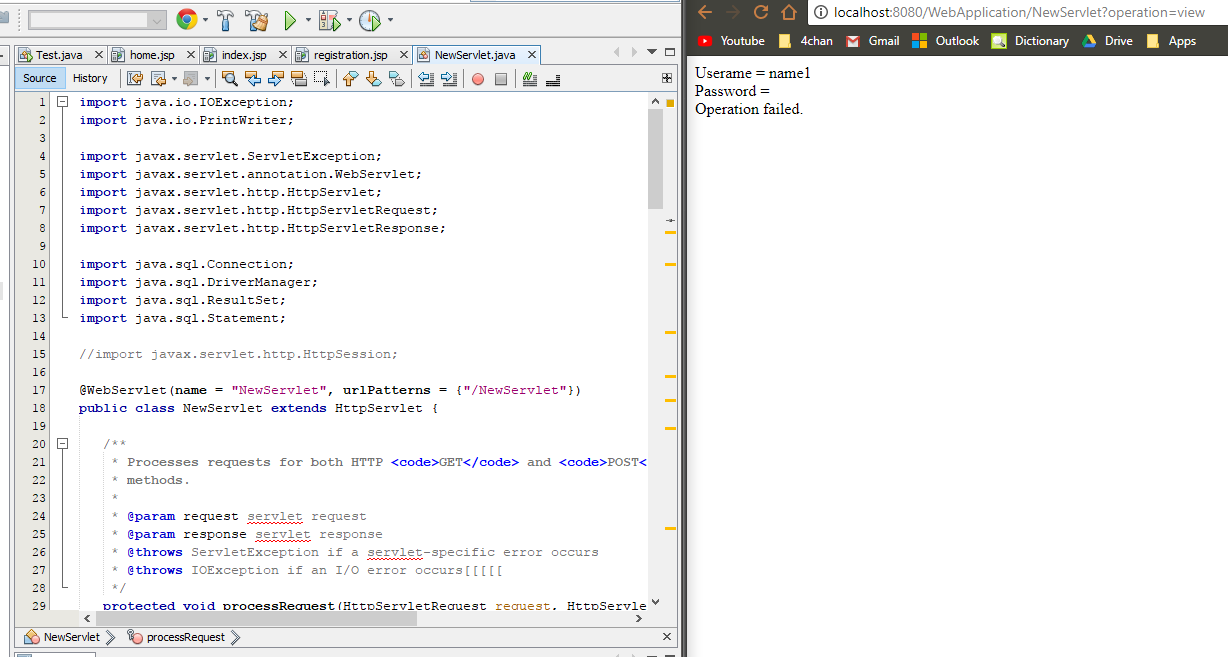 Test.java home.jsp index.jsp registration.jsp NewServlet.java
Source History
1 import java.io.IOException;
2 import java.io.PrintWriter;
3
4 import javax.servlet.ServletException;
5 import javax.servlet.annotation.WebServlet;
6 import javax.servlet.http.HttpServlet;
7 import javax.servlet.http.HttpServletRequest;
8 import javax.servlet.http.HttpServletResponse;
9
10 import java.sql.Connection;
11 import java.sql.DriverManager;
12 import java.sql.ResultSet;
13 import java.sql.Statement;
14
15 //import javax.servlet.http.HttpSession;
16
17 @WebServlet(name = "NewServlet", urlPatterns = {"/NewServlet"})
18 public class NewServlet extends HttpServlet {
19
20 /**
21 * Processes requests for both HTTP <code>GET</code> and <code>POST<
22 * methods.
23 *
24 * @param request servlet request
25 * @param response servlet response
26 * @throws ServletException if a servlet-specific error occurs
27 * @throws IOException if an I/O error occurs[[[[[
28 */
29 protected void processRequest(HttpServletRequest request, HttpServle
NewServlet processRequest
localhost:8080/WebApplication/NewServlet?operation=view
Youtube 4chan Gmail Outlook Dictionary Drive Apps
Userame = name1
Password =
Operation failed.